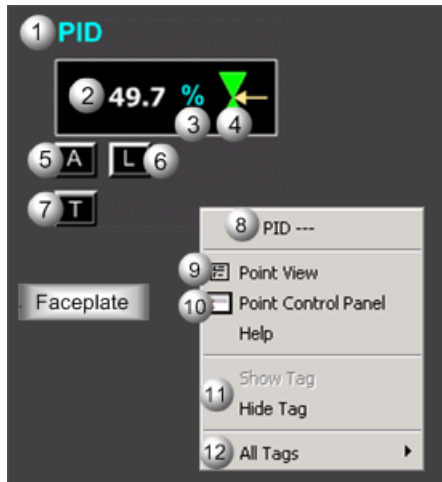 1 PID
2 49.7 % 
3 4
5 A L 6
7 T
8 PID ---
9 Point View
Faceplate
10 Point Control Panel
Help
Show Tag
11
Hide Tag
12 All Tags